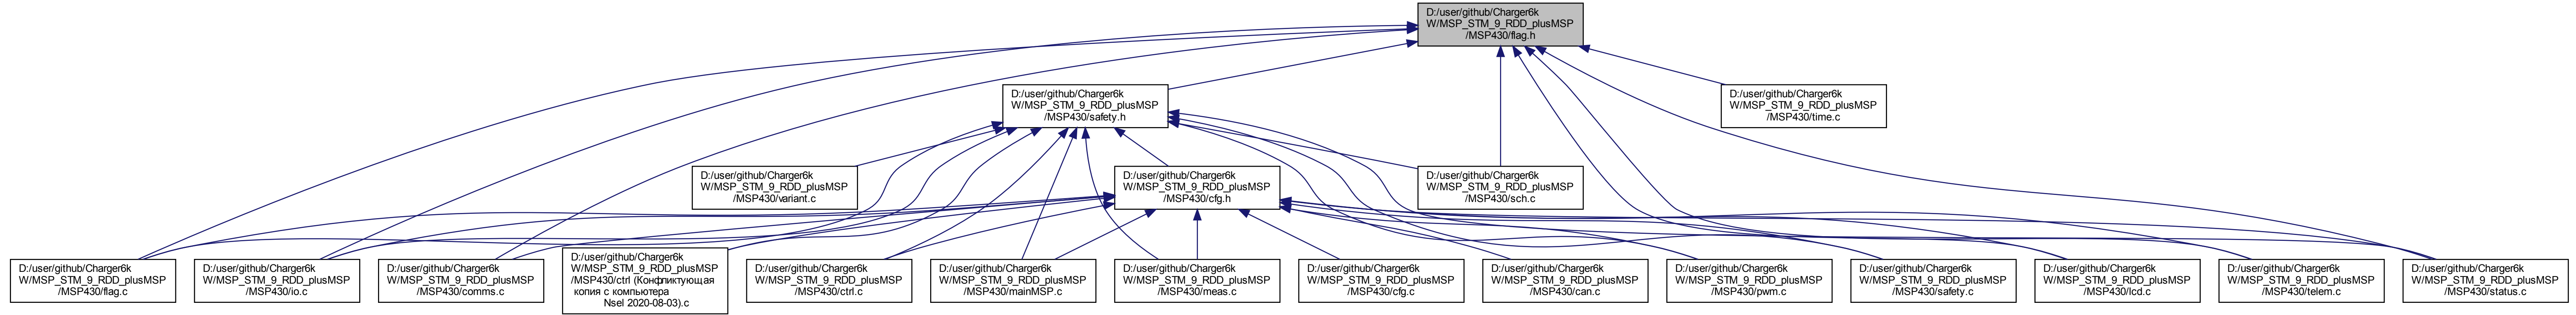 D:/user/github/Charger6k
W/MSP_STM_9_RDD_plusMSP
/MSP430/flag.h
D:/user/github/Charger6k
W/MSP_STM_9_RDD_plusMSP
/MSP430/safety.h
D:/user/github/Charger6k
W/MSP_STM_9_RDD_plusMSP
/MSP430/time.c
D:/user/github/Charger6k
W/MSP_STM_9_RDD_plusMSP
/MSP430/variant.c
D:/user/github/Charger6k
W/MSP_STM_9_RDD_plusMSP
/MSP430/cfg.h
D:/user/github/Charger6k
W/MSP_STM_9_RDD_plusMSP
/MSP430/sch.c
D:/user/github/Charger6k
W/MSP_STM_9_RDD_plusMSP
/MSP430/flag.c
D:/user/github/Charger6k
W/MSP_STM_9_RDD_plusMSP
/MSP430/io.c
D:/user/github/Charger6k
W/MSP_STM_9_RDD_plusMSP
/MSP430/comms.c
D:/user/github/Charger6k
W/MSP_STM_9_RDD_plusMSP
/MSP430/ctrl (Конфликтующая
копия с компьютера
Nsel 2020-08-03).c
D:/user/github/Charger6k
W/MSP_STM_9_RDD_plusMSP
/MSP430/ctrl.c
D:/user/github/Charger6k
W/MSP_STM_9_RDD_plusMSP
/MSP430/mainMSP.c
D:/user/github/Charger6k
W/MSP_STM_9_RDD_plusMSP
/MSP430/meas.c
D:/user/github/Charger6k
W/MSP_STM_9_RDD_plusMSP
/MSP430/cfg.c
D:/user/github/Charger6k
W/MSP_STM_9_RDD_plusMSP
/MSP430/can.c
D:/user/github/Charger6k
W/MSP_STM_9_RDD_plusMSP
/MSP430/pwm.c
D:/user/github/Charger6k
W/MSP_STM_9_RDD_plusMSP
/MSP430/safety.c
D:/user/github/Charger6k
W/MSP_STM_9_RDD_plusMSP
/MSP430/lcd.c
D:/user/github/Charger6k
W/MSP_STM_9_RDD_plusMSP
/MSP430/telem.c
D:/user/github/Charger6k
W/MSP_STM_9_RDD_plusMSP
/MSP430/status.c